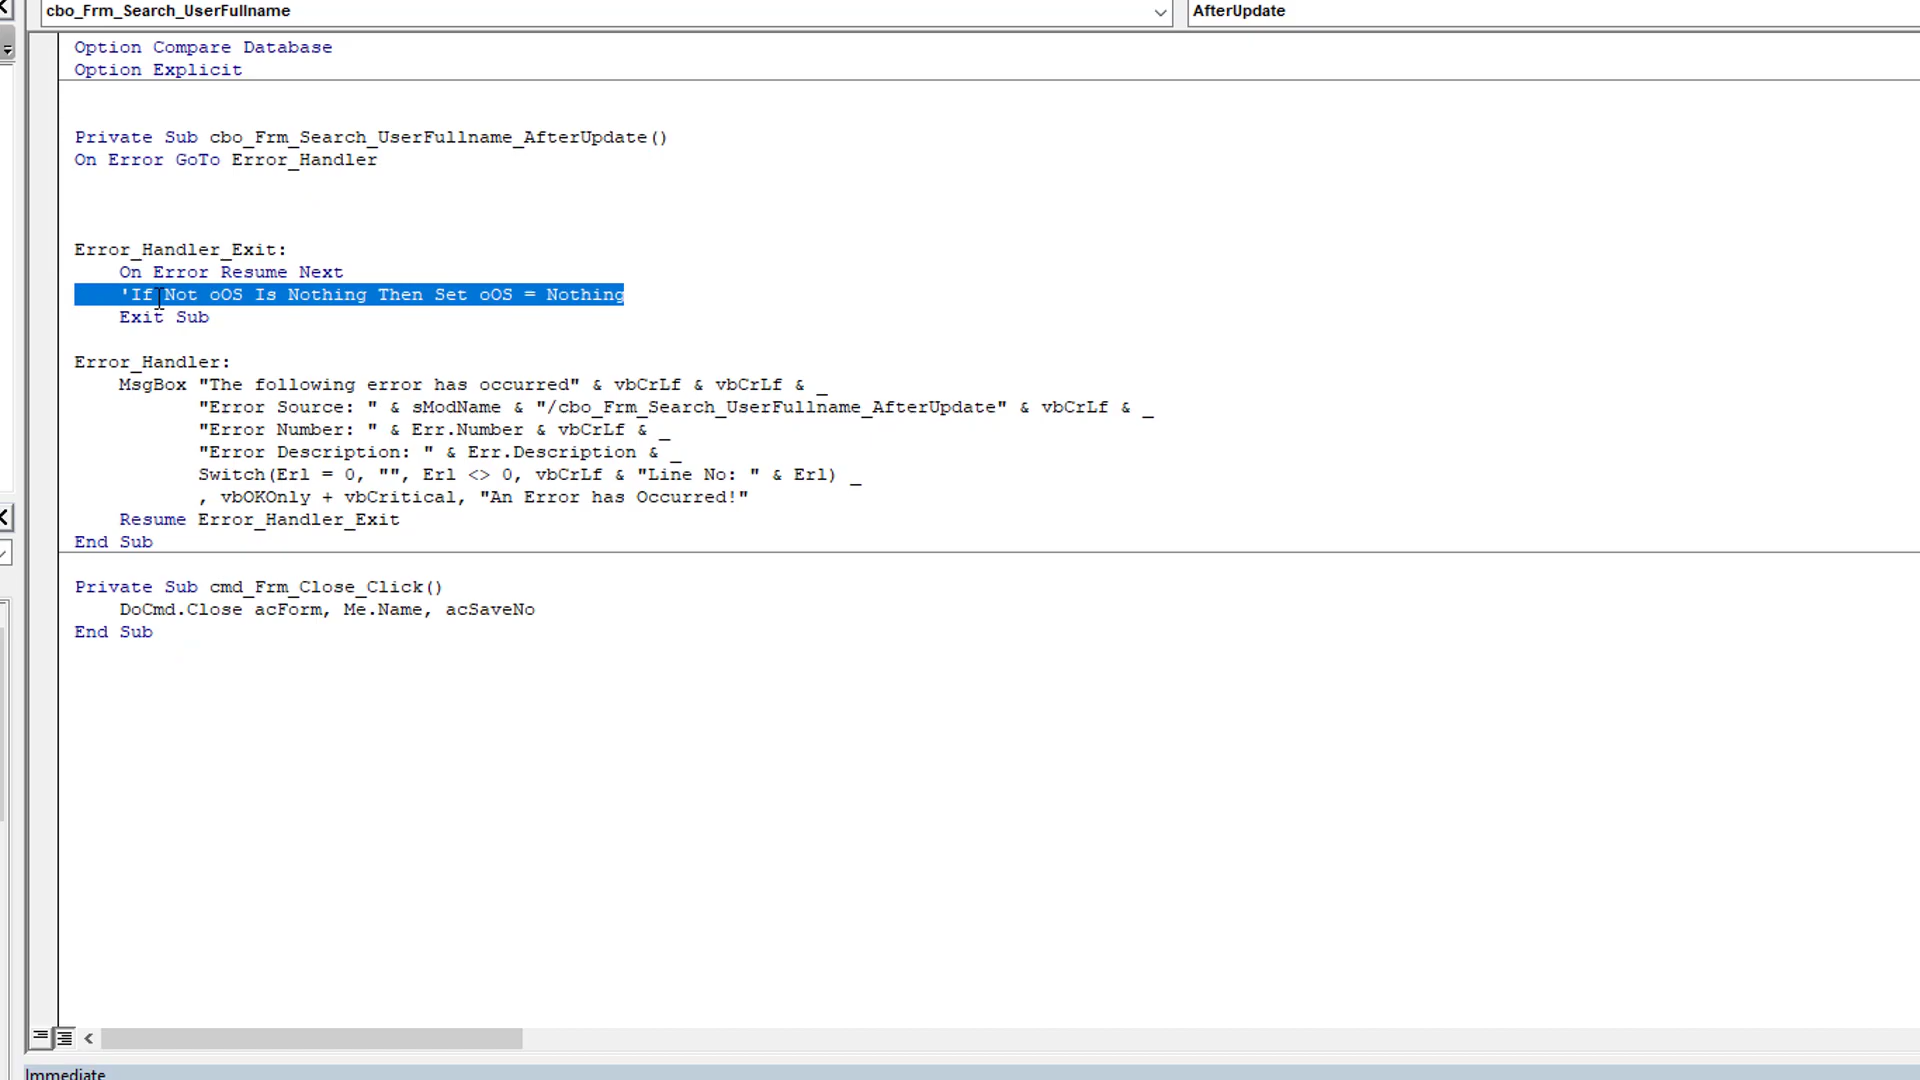 cbo_Frm_Search_UserFullname
AfterUpdate
Option Compare Database
Option Explicit
Private Sub cbo_Frm_Search_UserFullname_AfterUpdate()
On Error GoTo Error_Handler
Error_Handler_Exit:
On Error Resume Next
'If Not oOS Is Nothing Then Set oOS = Nothing
Exit Sub
Error_Handler:
MsgBox "The following error has occurred" & vbCrLf & vbCrLf & _
"Error Source: " & sModName & "/cbo_Frm_Search_UserFullname_AfterUpdate" & vbCrLf & _
"Error Number: " & Err.Number & vbCrLf & _
"Error Description: " & Err.Description & _
Switch(Erl = 0, "", Erl <> 0, vbCrLf & "Line No: " & Erl) _
, vbOKOnly + vbCritical, "An Error has Occurred!"
Resume Error_Handler_Exit
End Sub
Private Sub cmd_Frm_Close_Click()
DoCmd.Close acForm, Me.Name, acSaveNo
End Sub
Immediate